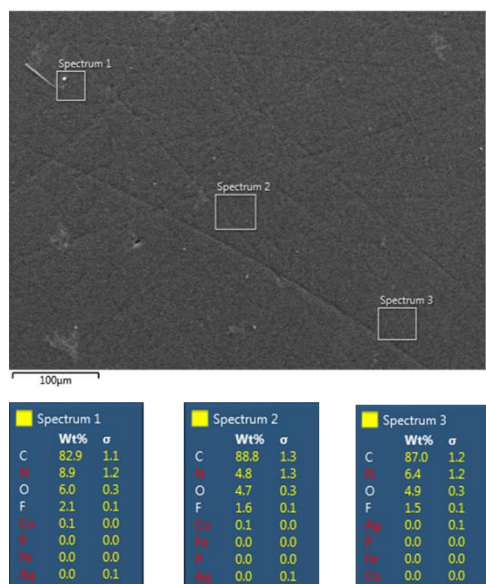 Spectrum 1
Spectrum 2
Spectrum 3
100μm
Spectrum 1
Wt% σ
C 82.9 1.1
N 8.9 1.2
O 6.0 0.3
F 2.1 0.1
Co 0.1 0.0
P 0.0 0.0
Fe 0.0 0.0
Ag 0.0 0.1
Spectrum 2
Wt% σ
C 88.8 1.3
N 4.8 1.3
O 4.7 0.3
F 1.6 0.1
Co 0.1 0.0
Fe 0.0 0.0
P 0.0 0.0
Ag 0.0 0.1
Spectrum 3
Wt% σ
C 87.0 1.2
N 6.4 1.2
O 4.9 0.3
F 1.5 0.1
Ag 0.0 0.1
P 0.0 0.0
Fe 0.0 0.0
Co 0.0 0.0